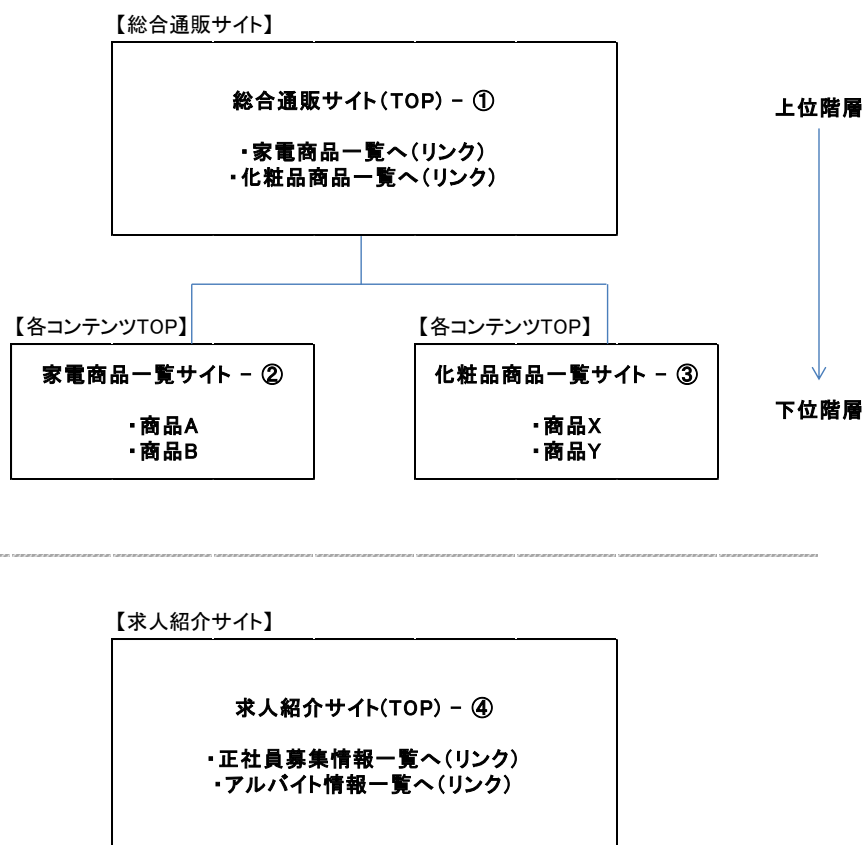 【総合通販サイト】
総合通販サイト(TOP) - ①
上位階層
・家電商品一覧へ(リンク)
・化粧品商品一覧へ(リンク)
【各コンテンツTOP】
【各コンテンツTOP】
家電商品一覧サイト - ②
・商品A
・商品B
化粧品商品一覧サイト - ③
・商品X
・商品Y
下位階層
【求人紹介サイト】
求人紹介サイト(TOP) - ④
・正社員募集情報一覧へ(リンク)
・アルバイト情報一覧へ(リンク)